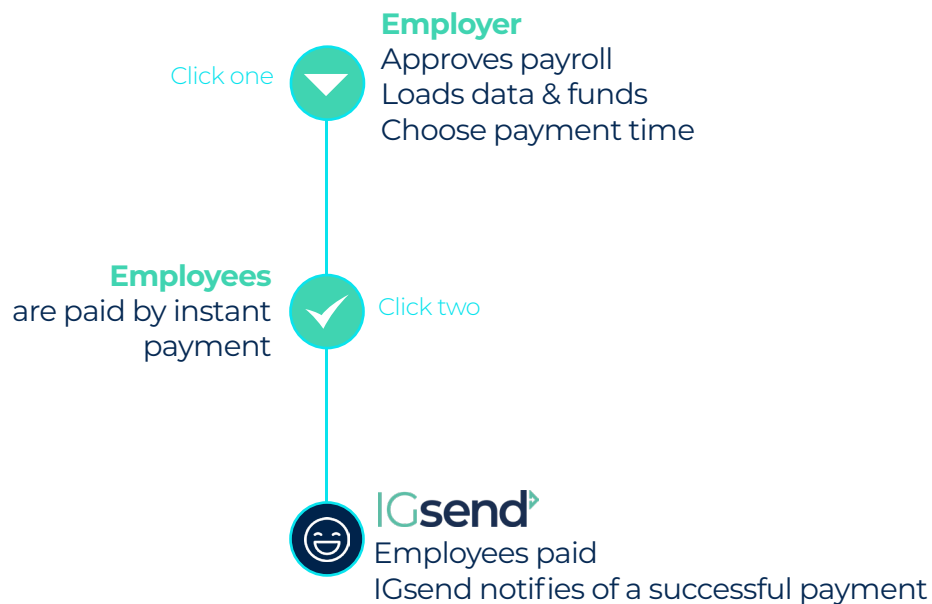 Employer
Click one
Approves payroll
Loads data & funds
Choose payment time
Employees
are paid by instant
payment
Click two
IGsend
Employees paid
IGsend notifies of a successful payment